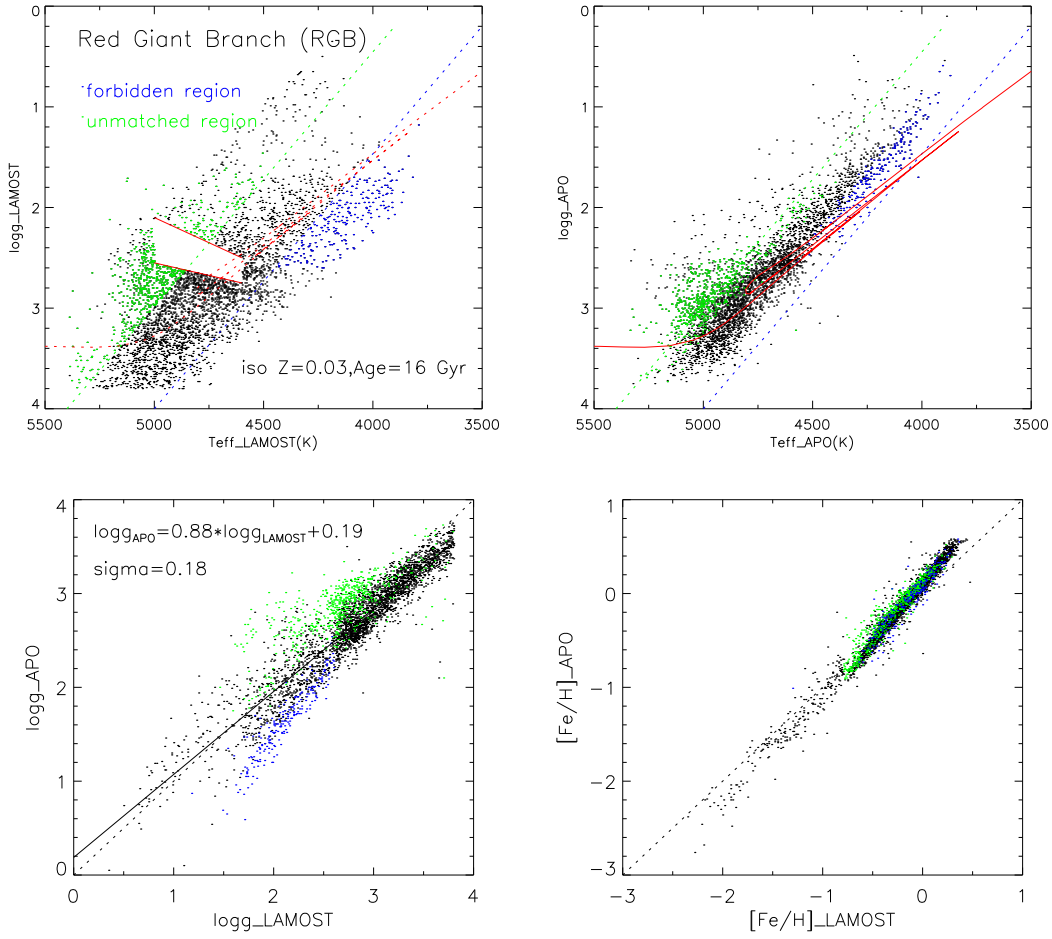 Red Giant Branch (RGB)
forbidden region
unmatched region
iso Z=0.03,Age=16 Gyr
0
1
2
3
4
logg_LAMOST
5500
5000
4500
4000
3500
Teff_LAMOST(K)
0
1
2
3
4
logg_APO
5500
5000
4500
4000
3500
Teff_APO(K)
logg_APO=0.88*logg_LAMOST+0.19
sigma=0.18
4
3
2
1
0
logg_APO
0
1
2
3
4
logg_LAMOST
1
0
−1
−2
−3
[Fe/H]_APO
−3
−2
−1
0
1
[Fe/H]_LAMOST